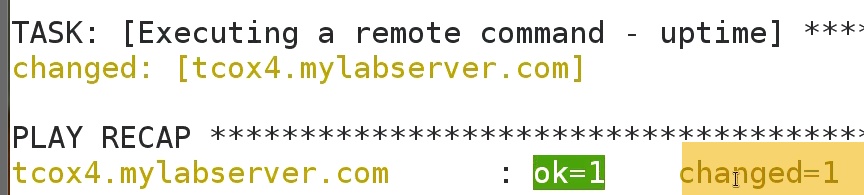 TASK: [Executing a remote command - uptime] ****
changed: [tcox4.mylabserver.com]
PLAY RECAP *************************************
tcox4.mylabserver.com : ok=1 changed=1